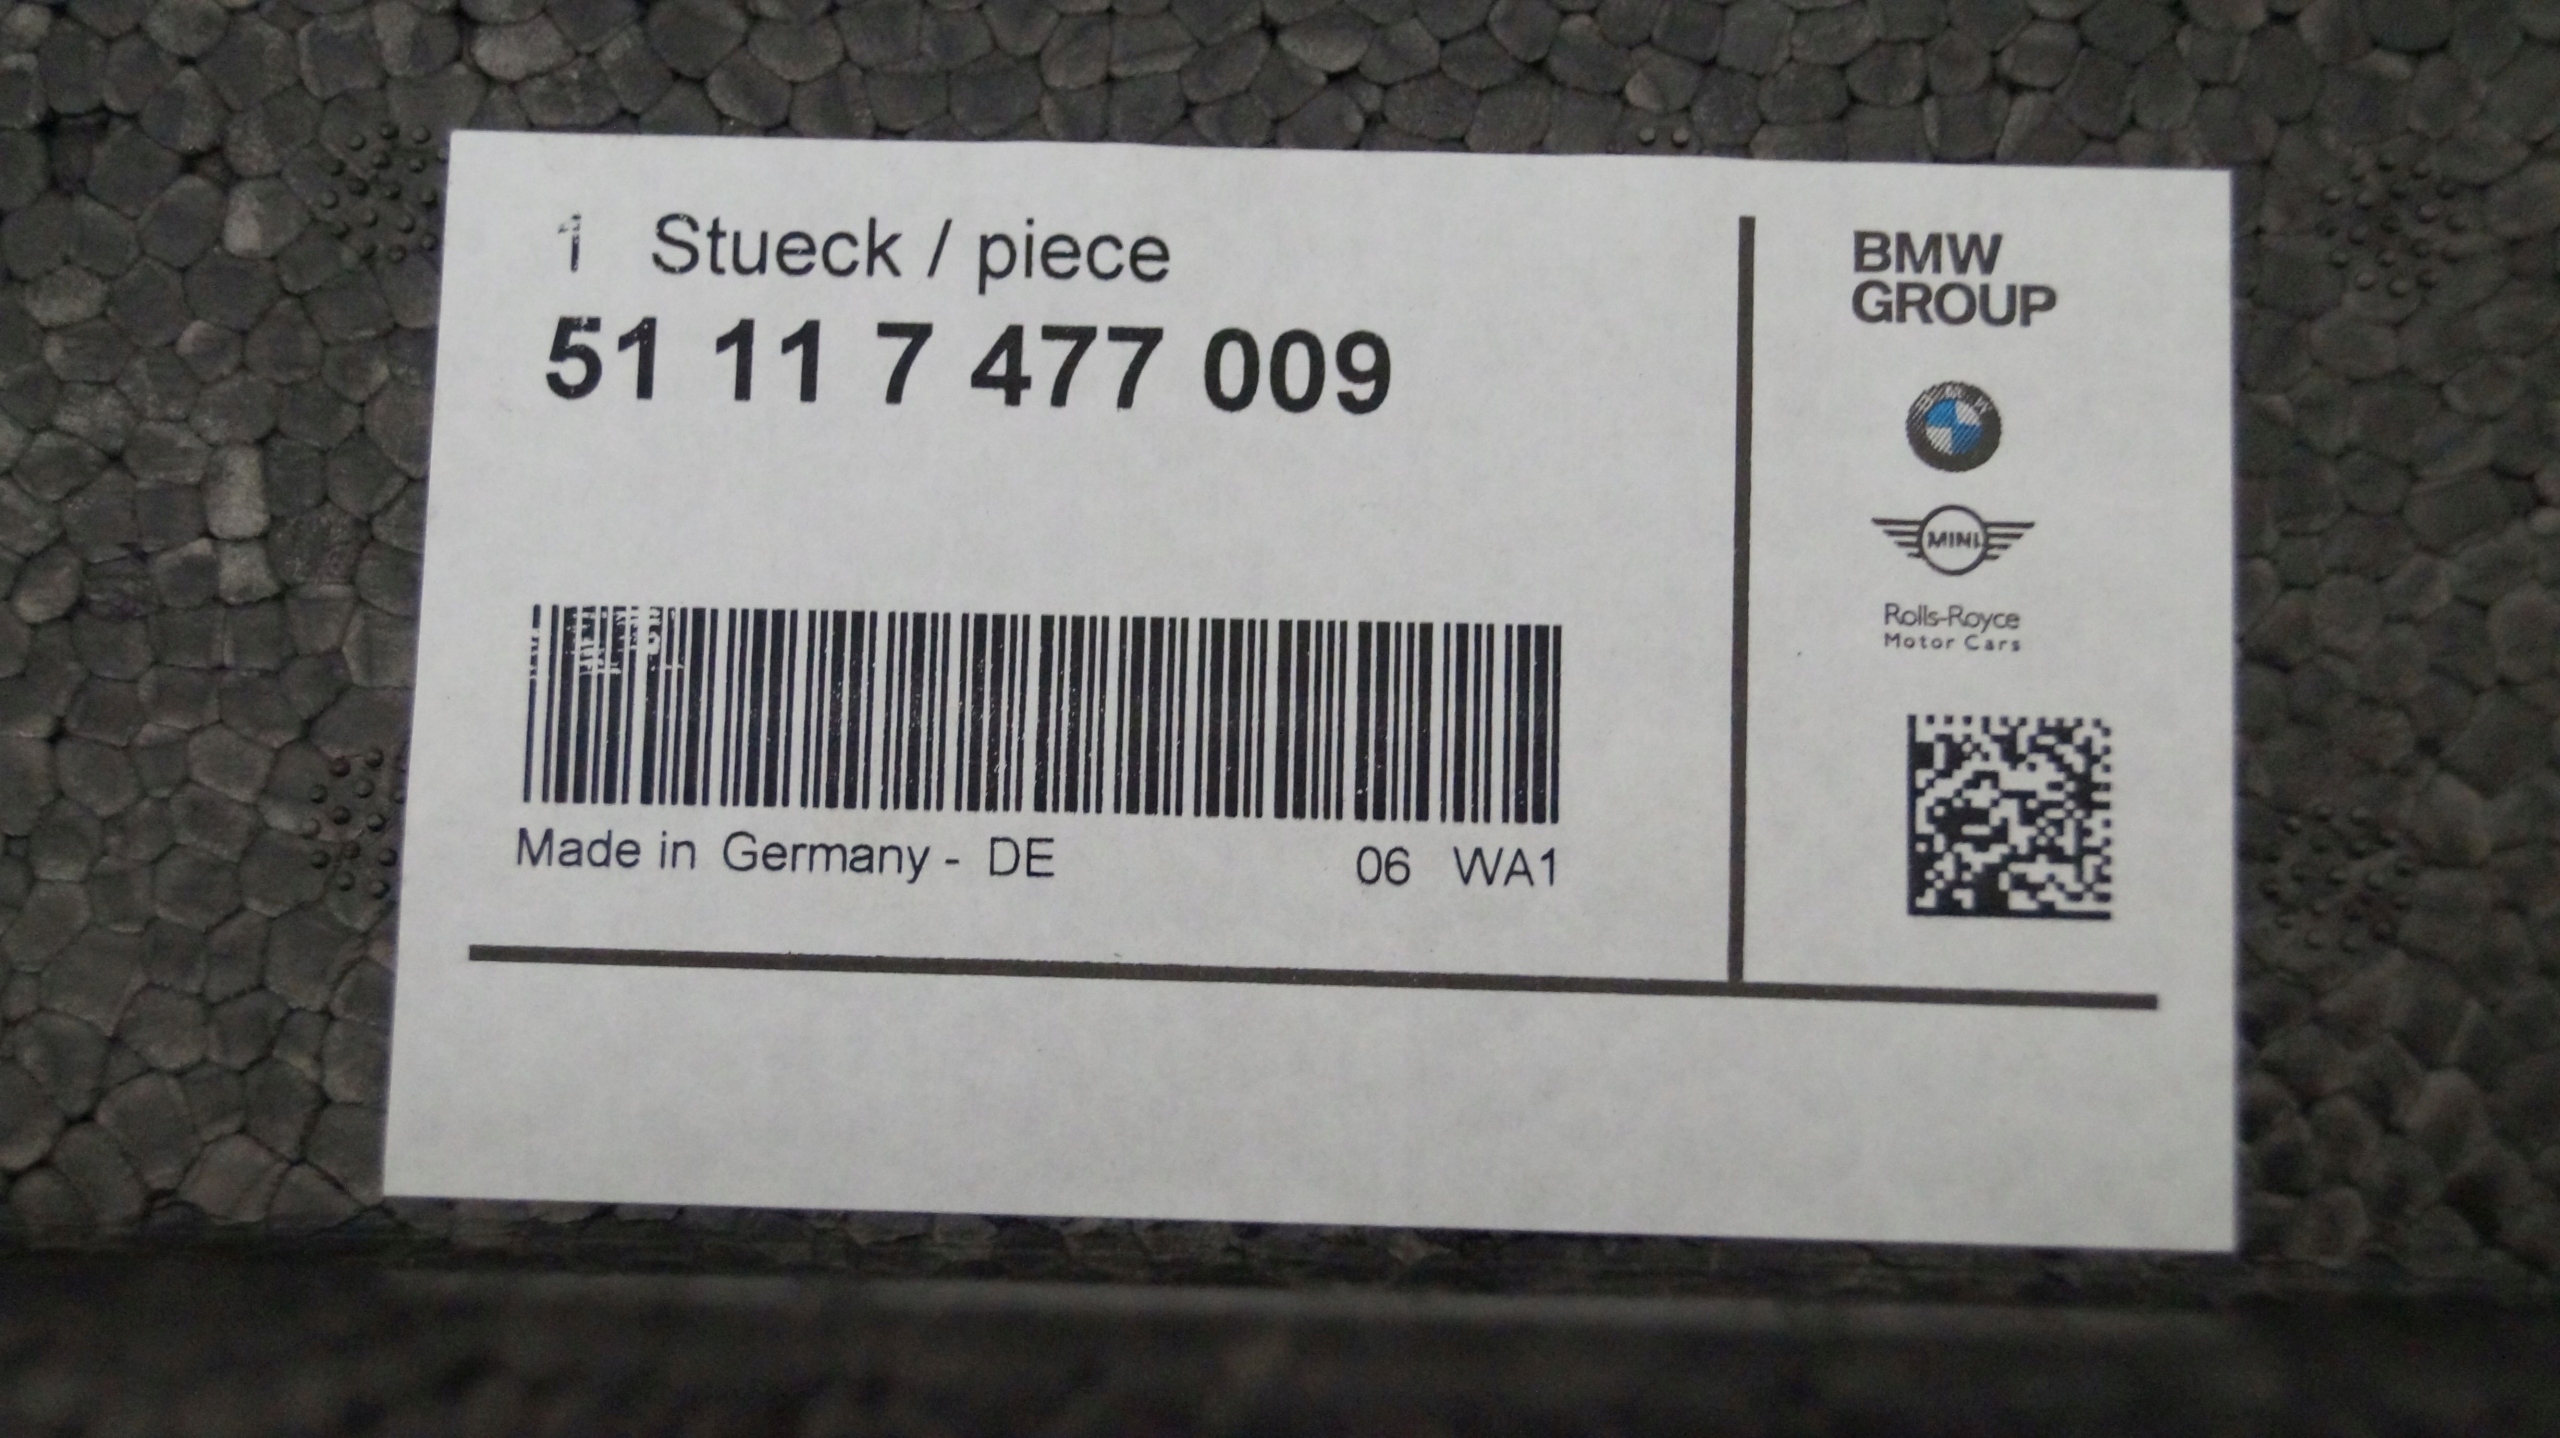 1 Stueck / piece
51 11 7 477 009
Made in Germany - DE 06 WA1
BMW
GROUP
MINI
Rolls-Royce
Motor Cars